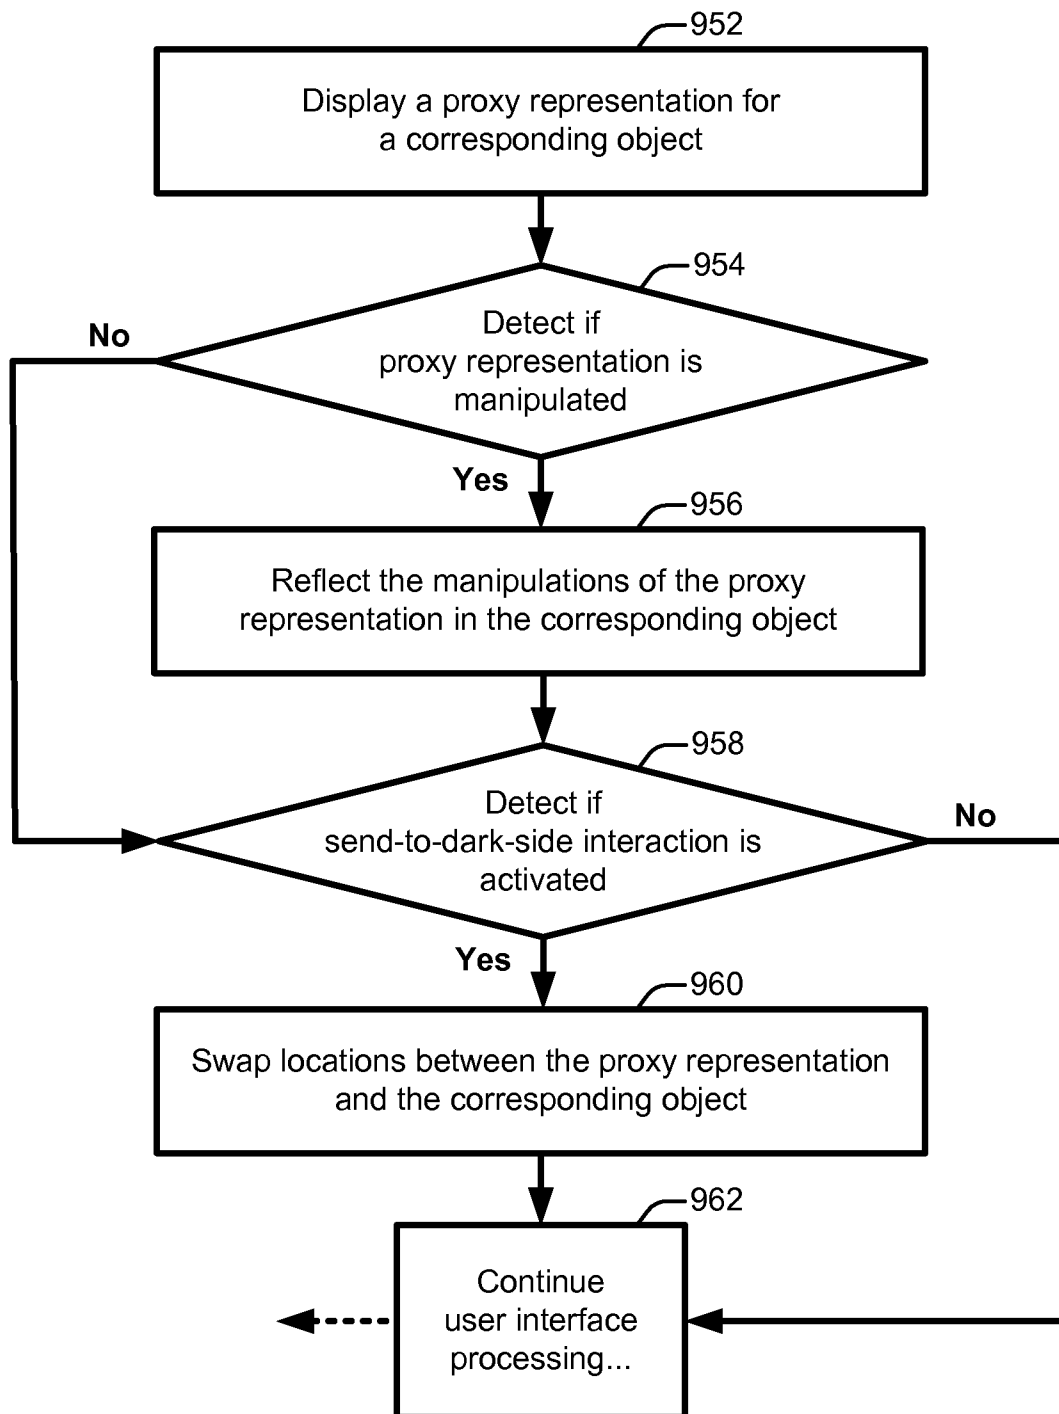 952
Display a proxy representation for
a corresponding object
954
No
Detect if
proxy representation is
manipulated
Yes
956
Reflect the manipulations of the proxy
representation in the corresponding object
958
Detect if
send-to-dark-side interaction is
activated
No
Yes
960
Swap locations between the proxy representation
and the corresponding object
962
Continue
user interface
processing...